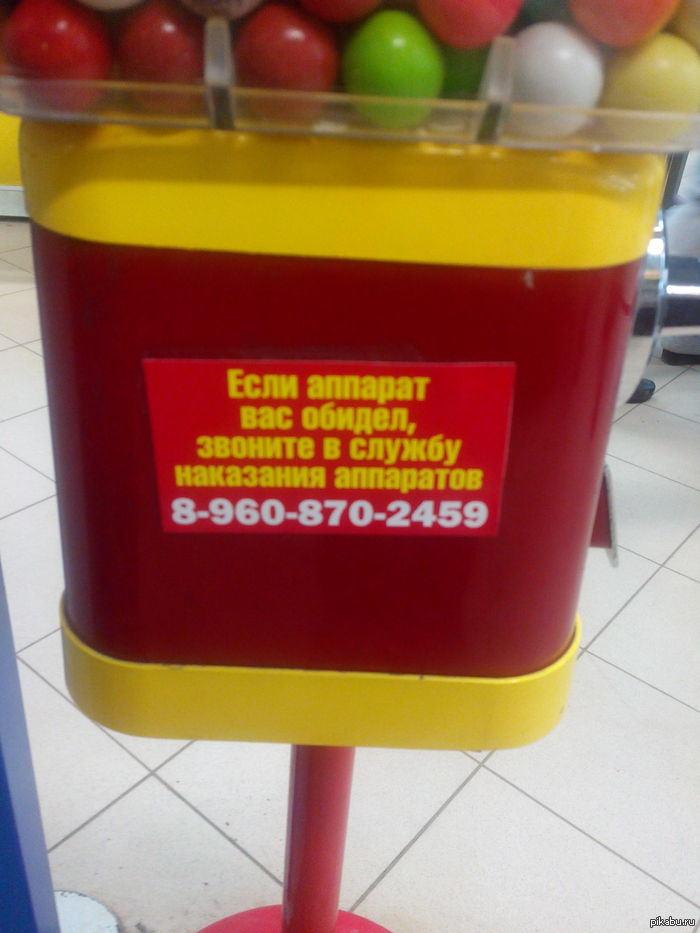 Если аппарат
вас обидел,
звоните в службу
наказания аппаратов
8-960-870-2459
pikabu.ru